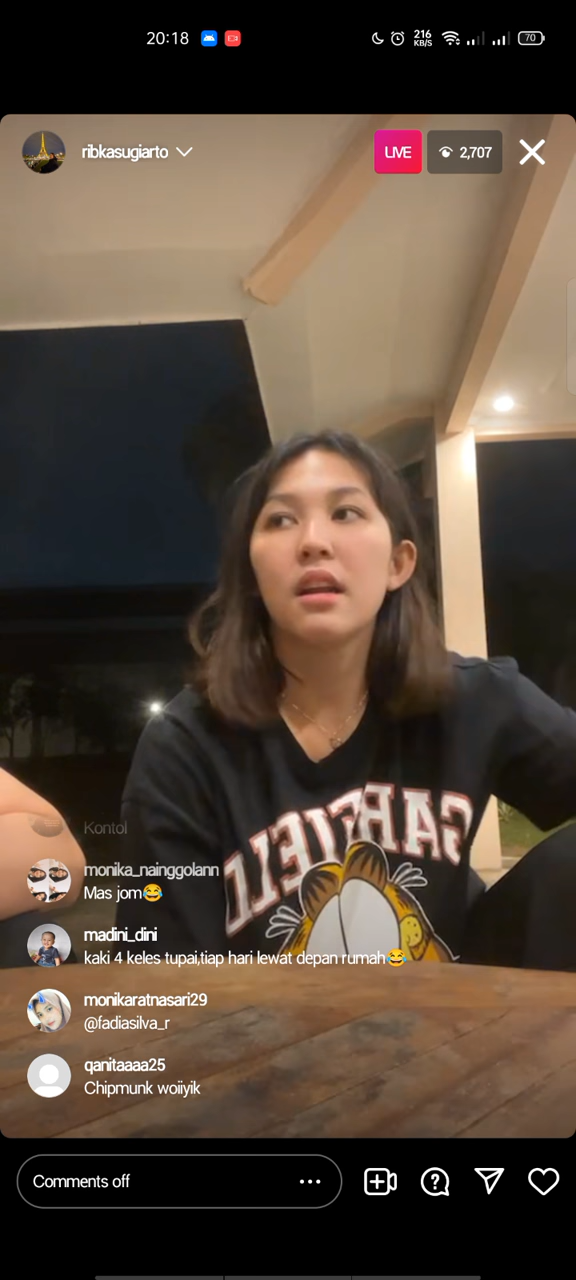 20:18
216
KB/S
70
ribkasugiarto
LIVE
2,707
GARFIELD
Kontol
monika_nainggolann
Mas jom😂
madini_dini
kaki 4 keles tupai,tiap hari lewat depan rumah😂
monikaratnasari29
@fadiasilva_r
qanitaaaa25
Chipmunk woiiyik
Comments off